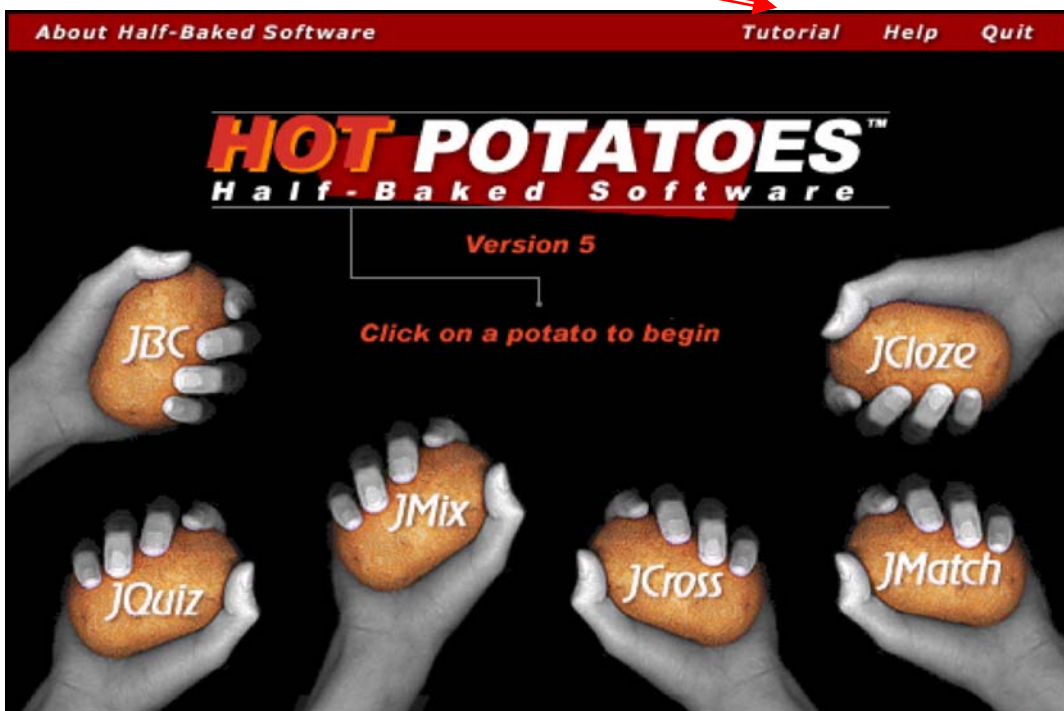 About Half-Baked Software Tutorial Help Quit
HOT POTATOES™
Half-Baked Software
Version 5
Click on a potato to begin
JBC
JCloze
JMix
JQuiz
JCross
JMatch